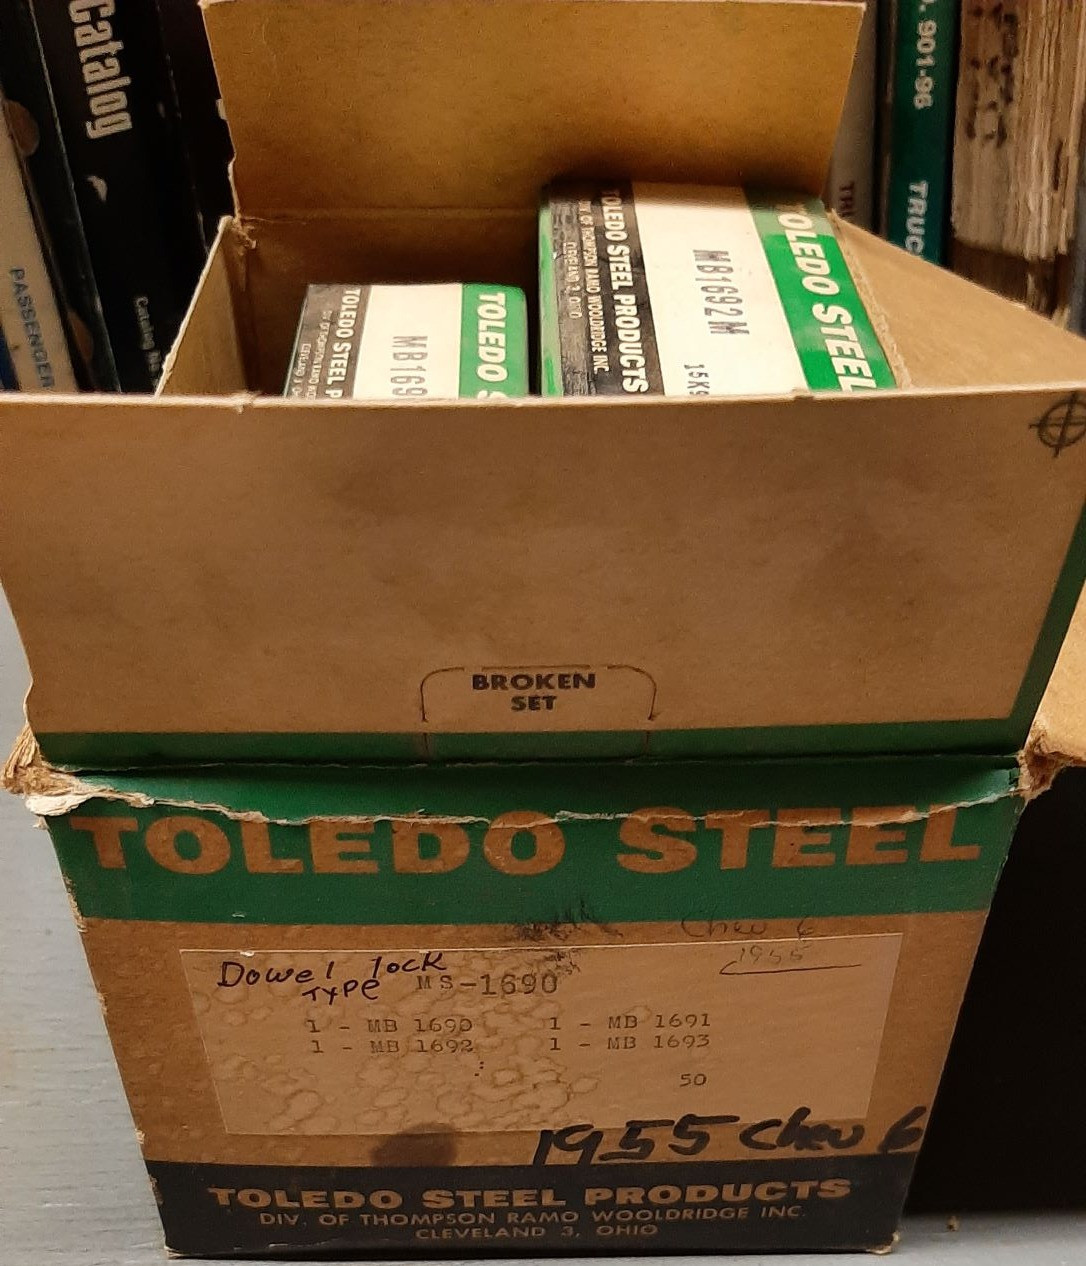 Catalog
PASSENGER
901-96
TRUC
TOLEDO STEEL PRODUCTS
DIV. OF THOMPSON RAMO WOOLDRIDGE INC.
CLEVELAND 3, OHIO
MB1692M
TOLEDO STEEL
TOLEDO STEEL P
MB169
TOLEDO S
BROKEN
SET
TOLEDO STEEL
Chev 6
1955
Dowel lock
TYPE MS-1690
1 - MB 1690 1 - MB 1691
1 - MB 1692 1 - MB 1693
50
1955 Chev 6
TOLEDO STEEL PRODUCTS
DIV. OF THOMPSON RAMO WOOLDRIDGE INC.
CLEVELAND 3, OHIO